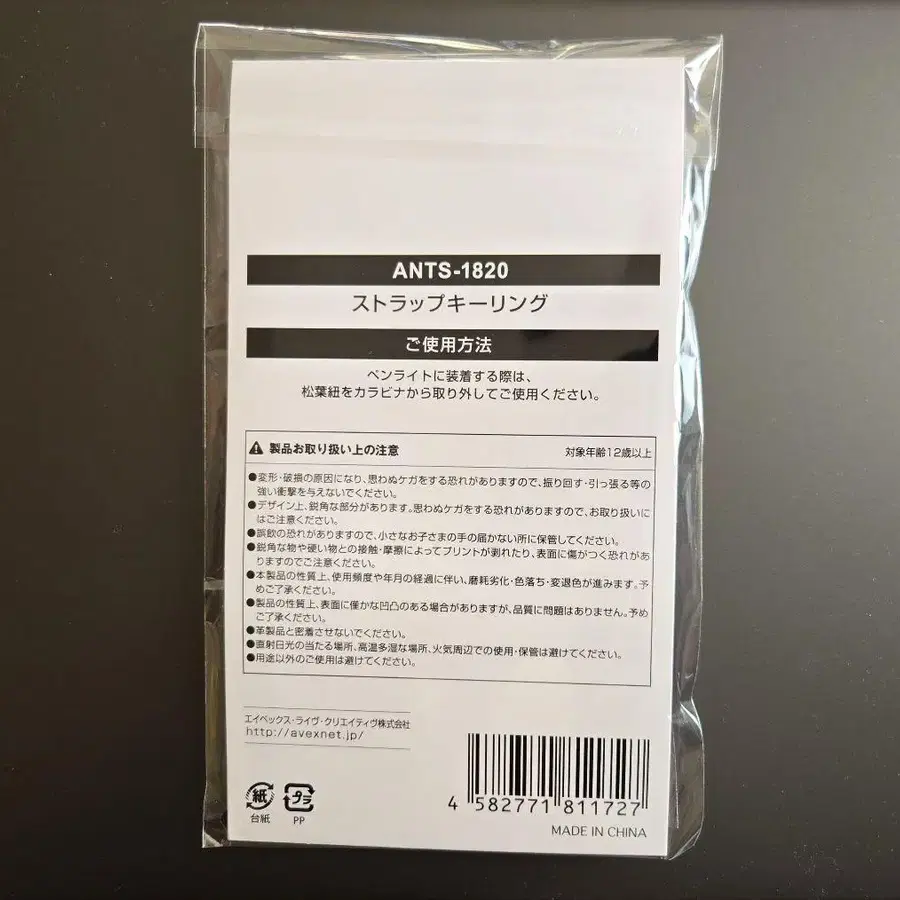 ANTS-1820
ストラップキーリング
ご使用方法
ペンライトに装着する際は、
松葉紐をカラビナから取り外してご使用ください。
製品お取り扱い上の注意 対象年齢12歳以上
●変形・破損の原因になり、思わぬケガをする恐れがありますので、振り回す・引っ張る等の
強い衝撃を与えないでください。
●デザイン上、鋭角な部分があります。思わぬケガをする恐れがありますので、お取り扱いに
はご注意ください。
●誤飲の恐れがありますので、小さなお子さまの手の届かない所に保管してください。
●鋭角な物や硬い物との接触・摩擦によってプリントが剥れたり、表面に傷がつく恐れがあ
りますのでご注意ください。
●本製品の性質上、使用頻度や年月の経過に伴い、磨耗劣化・色落ち・変退色が進みます。予
めご了承ください。
●製品の性質上、表面に僅かな凹凸のある場合がありますが、品質に問題はありません。予め
ご了承ください。
●革製品と密着させないでください。
●直射日光の当たる場所、高温多湿な場所、火気周辺での使用・保管は避けてください。
●用途以外のご使用は避けてください。
エイベックス・ライヴ・クリエイティヴ株式会社
http://avexnet.jp/
紙 プラ
台紙 PP
4 582771 811727
MADE IN CHINA